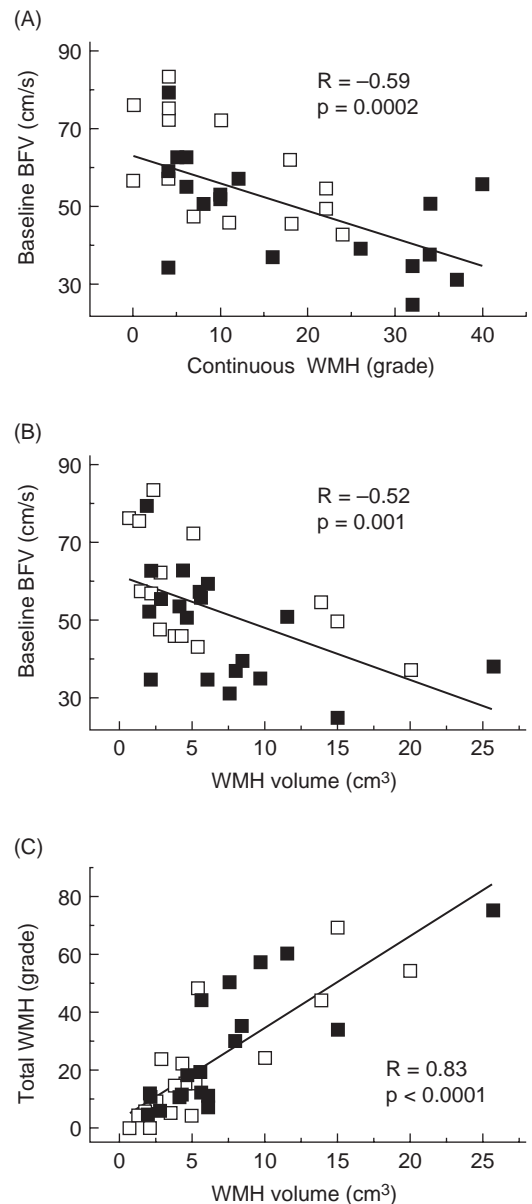 (A)
90
70
50
30
Baseline BFV (cm/s)
R = –0.59
p = 0.0002
0 10 20 30 40
Continuous WMH (grade)
(B)
90
70
50
30
Baseline BFV (cm/s)
R = –0.52
p = 0.001
0 5 10 15 20 25
WMH volume (cm³)
(C)
80
60
40
20
0
Total WMH (grade)
R = 0.83
p < 0.0001
0 5 10 15 20 25
WMH volume (cm³)